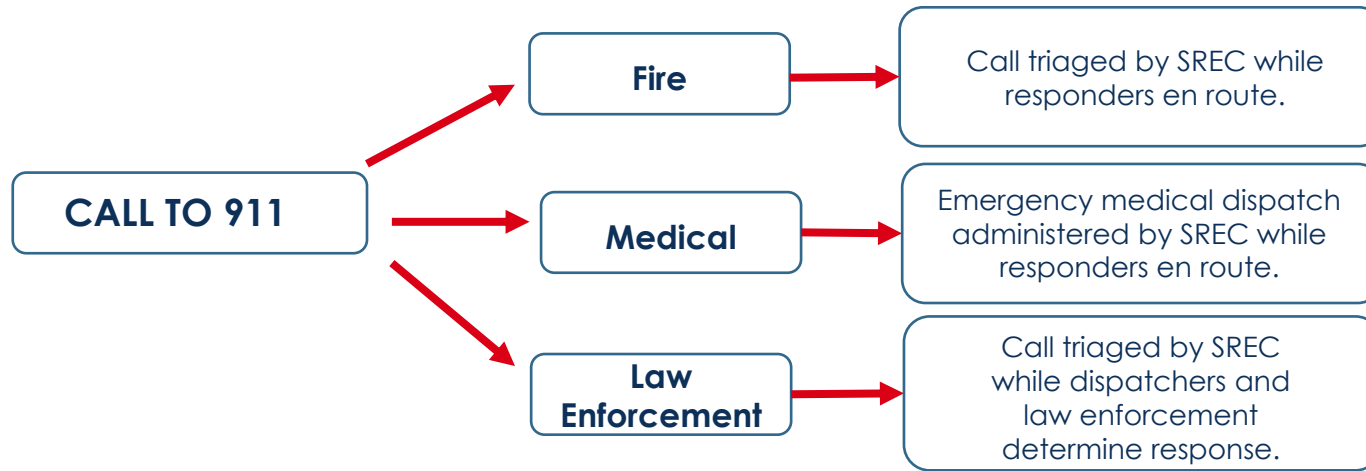 CALL TO 911
Fire
Call triaged by SREC while
responders en route.
Medical
Emergency medical dispatch
administered by SREC while
responders en route.
Law
Enforcement
Call triaged by SREC
while dispatchers and
law enforcement
determine response.